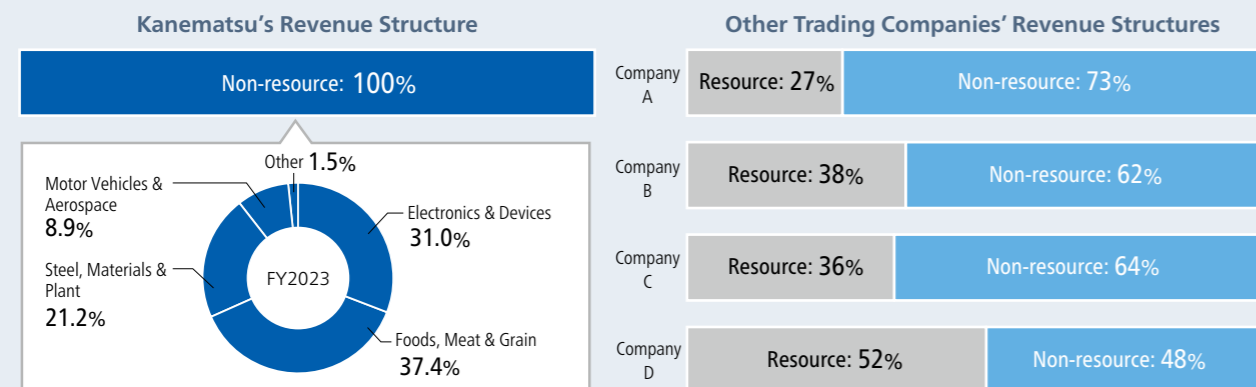 Kanematsu's Revenue Structure
Non-resource: 100%
Other 1.5%
Motor Vehicles &
Aerospace
8.9%
Electronics & Devices
31.0%
Steel, Materials &
Plant
21.2%
FY2023
Foods, Meat & Grain
37.4%
Other Trading Companies' Revenue Structures
Company
A
Resource: 27%
Non-resource: 73%
Company
B
Resource: 38%
Non-resource: 62%
Company
C
Resource: 36%
Non-resource: 64%
Company
D
Resource: 52%
Non-resource: 48%